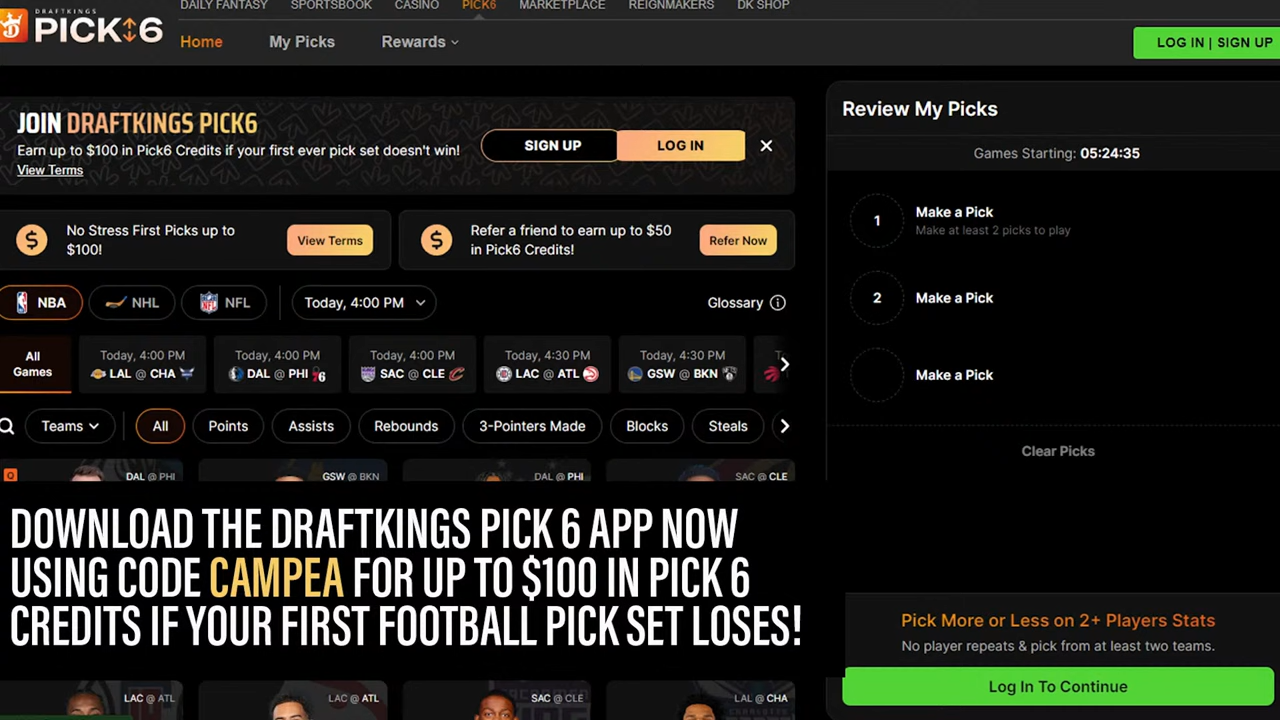 DAILY FANTASY SPORTSBOOK CASINO PICK6 MARKETPLACE REIGNMAKERS DK SHOP
DRAFTKINGS
PICK6
Home My Picks Rewards
LOG IN | SIGN UP
JOIN DRAFTKINGS PICK6
Earn up to $100 in Pick6 Credits if your first ever pick set doesn't win!
View Terms
SIGN UP
LOG IN
No Stress First Picks up to
$100!
View Terms
Refer a friend to earn up to $50
in Pick6 Credits!
Refer Now
NBA NHL NFL Today, 4:00 PM Glossary
All
Games
Today, 4:00 PM
LAL @ CHA
Today, 4:00 PM
DAL @ PHI
Today, 4:00 PM
SAC @ CLE
Today, 4:30 PM
LAC @ ATL
Today, 4:30 PM
GSW @ BKN
Teams All Points Assists Rebounds 3-Pointers Made Blocks Steals
DAL @ PHI GSW @ BKN DAL @ PHI SAC @ CLE
DOWNLOAD THE DRAFTKINGS PICK 6 APP NOW
USING CODE CAMPEA FOR UP TO $100 IN PICK 6
CREDITS IF YOUR FIRST FOOTBALL PICK SET LOSES!
LAC @ ATL LAC @ ATL SAC @ CLE LAL @ CHA
Review My Picks
Games Starting: 05:24:35
1
Make a Pick
Make at least 2 picks to play
2
Make a Pick
Make a Pick
Clear Picks
Pick More or Less on 2+ Players Stats
No player repeats & pick from at least two teams.
Log In To Continue